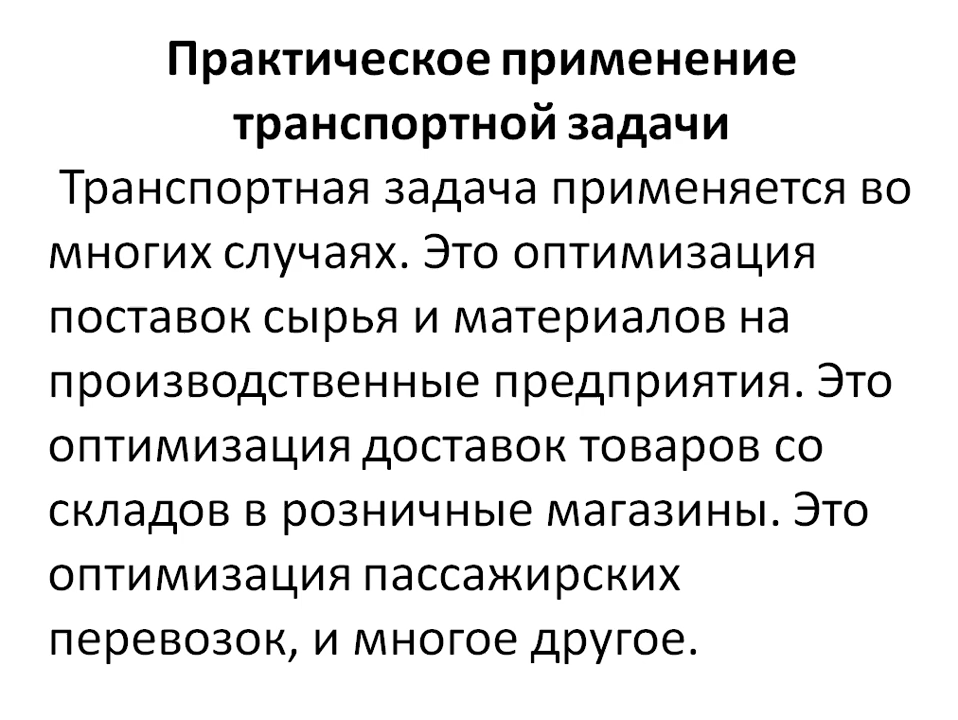 Практическое применение
транспортной задачи
Транспортная задача применяется во
многих случаях. Это оптимизация
поставок сырья и материалов на
производственные предприятия. Это
оптимизация доставок товаров со
складов в розничные магазины. Это
оптимизация пассажирских
перевозок, и многое другое.